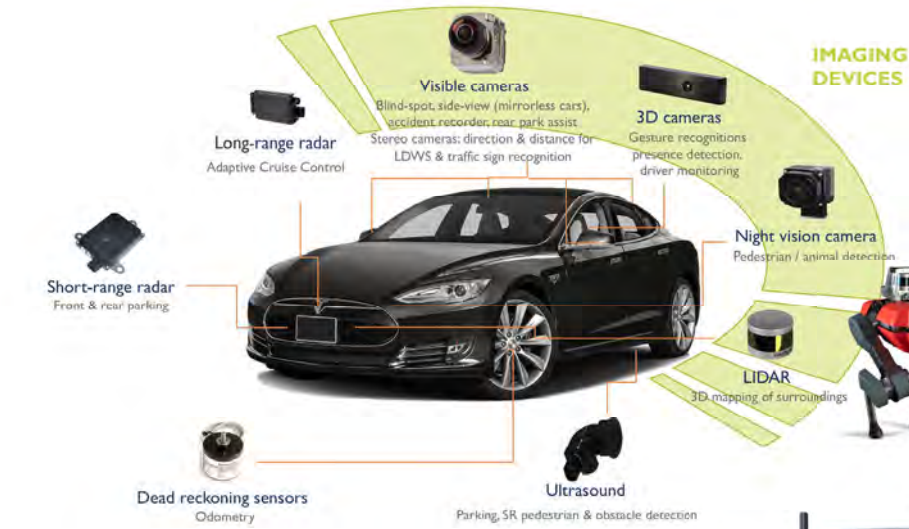 IMAGING
DEVICES
Visible cameras
Blind-spot, side-view (mirrorless cars),
accident recorder, rear park assist
Stereo cameras: direction & distance for
LDWS & traffic sign recognition
3D cameras
Gesture recognitions
presence detection,
driver monitoring
Long-range radar
Adaptive Cruise Control
Night vision camera
Pedestrian / animal detection
Short-range radar
Front & rear parking
LIDAR
3D mapping of surroundings
Dead reckoning sensors
Odometry
Ultrasound
Parking, SR pedestrian & obstacle detection